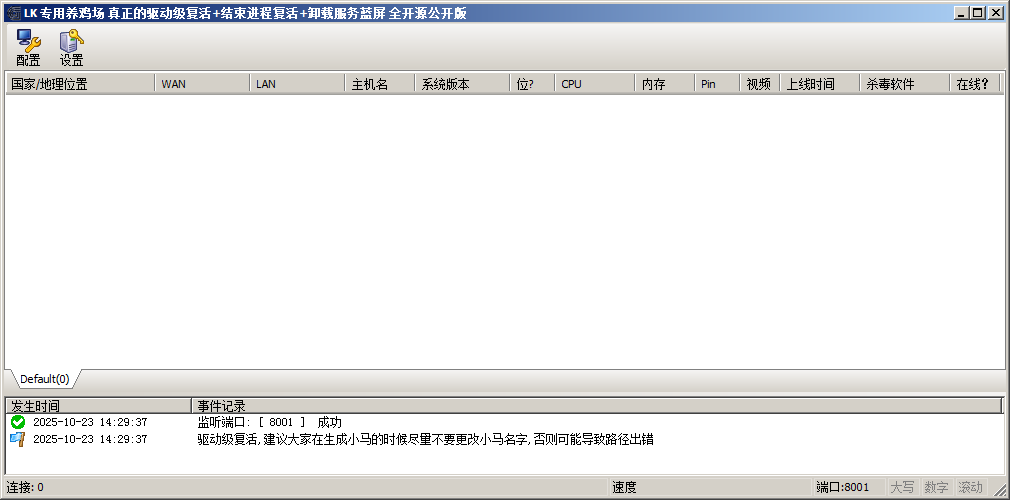 LK 专用养鸡场 真正的驱动级复活+结束进程复活+卸载服务蓝屏 全开源公开版
配置 设置
国家/地理位置 WAN LAN 主机名 系统版本 位? CPU 内存 Pin 视频 上线时间 杀毒软件 在线?
Default(0)
发生时间 事件记录
2025-10-23 14:29:37 监听端口: [ 8001 ] 成功
2025-10-23 14:29:37 驱动级复活,建议大家在生成小马的时候尽量不要更改小马名字,否则可能导致路径出错
连接: 0 速度 端口:8001 大写 数字 滚动